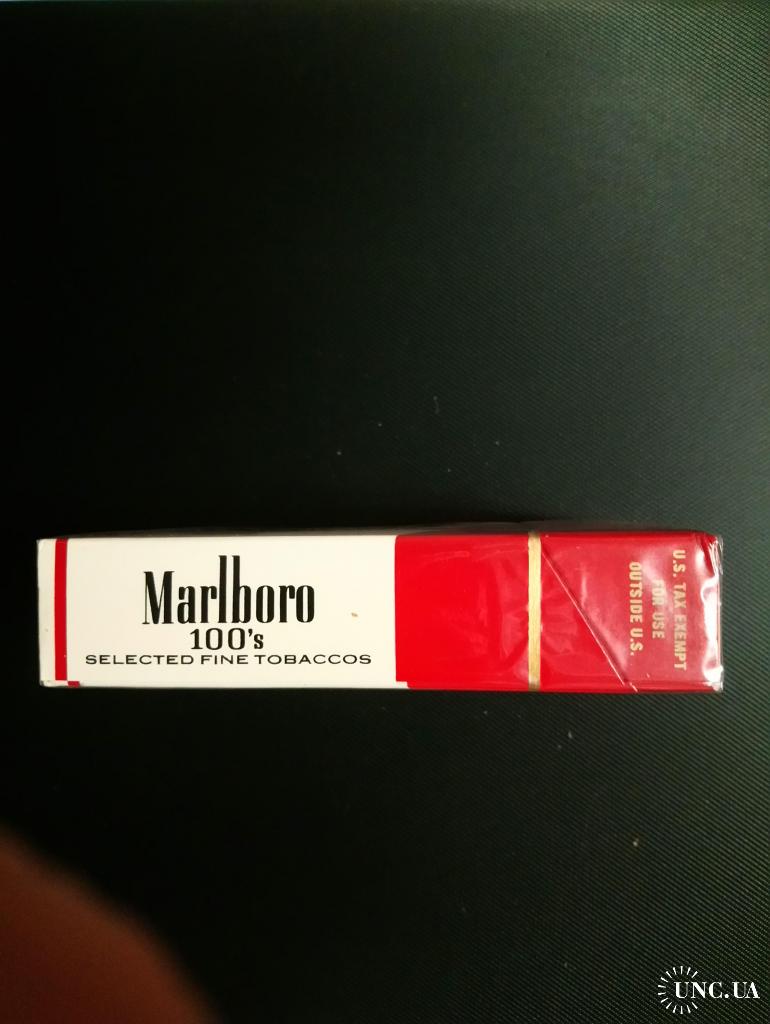 Marlboro
100's
SELECTED FINE TOBACCOS
U.S. TAX EXEMPT
FOR USE
OUTSIDE U.S.
UNC.UA